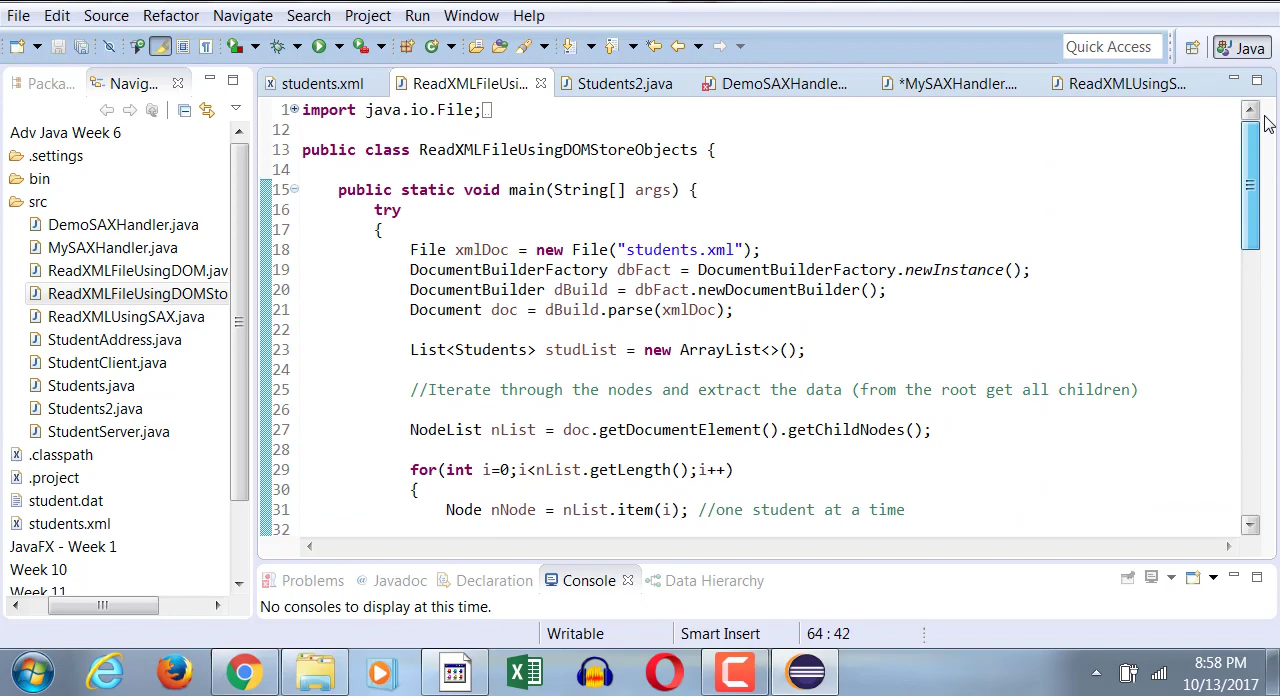 File Edit Source Refactor Navigate Search Project Run Window Help
Quick Access Java
Packa... Navig... students.xml ReadXMLFileUsi... Students2.java DemoSAXHandle... *MySAXHandler.... ReadXMLUsingS...
Adv Java Week 6
.settings
bin
src
DemoSAXHandler.java
MySAXHandler.java
ReadXMLFileUsingDOM.jav
ReadXMLFileUsingDOMSto
ReadXMLUsingSAX.java
StudentAddress.java
StudentClient.java
Students.java
Students2.java
StudentServer.java
.classpath
.project
student.dat
students.xml
JavaFX - Week 1
Week 10
Week 11
1 import java.io.File;
12
13 public class ReadXMLFileUsingDOMStoreObjects {
14
15 public static void main(String[] args) {
16 try
17 {
18 File xmlDoc = new File("students.xml");
19 DocumentBuilderFactory dbFact = DocumentBuilderFactory.newInstance();
20 DocumentBuilder dBuild = dbFact.newDocumentBuilder();
21 Document doc = dBuild.parse(xmlDoc);
22
23 List<Students> studList = new ArrayList<>();
24
25 //Iterate through the nodes and extract the data (from the root get all children)
26
27 NodeList nList = doc.getDocumentElement().getChildNodes();
28
29 for(int i=0;i<nList.getLength();i++)
30 {
31 Node nNode = nList.item(i); //one student at a time
32
Problems @ Javadoc Declaration Console Data Hierarchy
No consoles to display at this time.
Writable Smart Insert 64 : 42
8:58 PM
10/13/2017